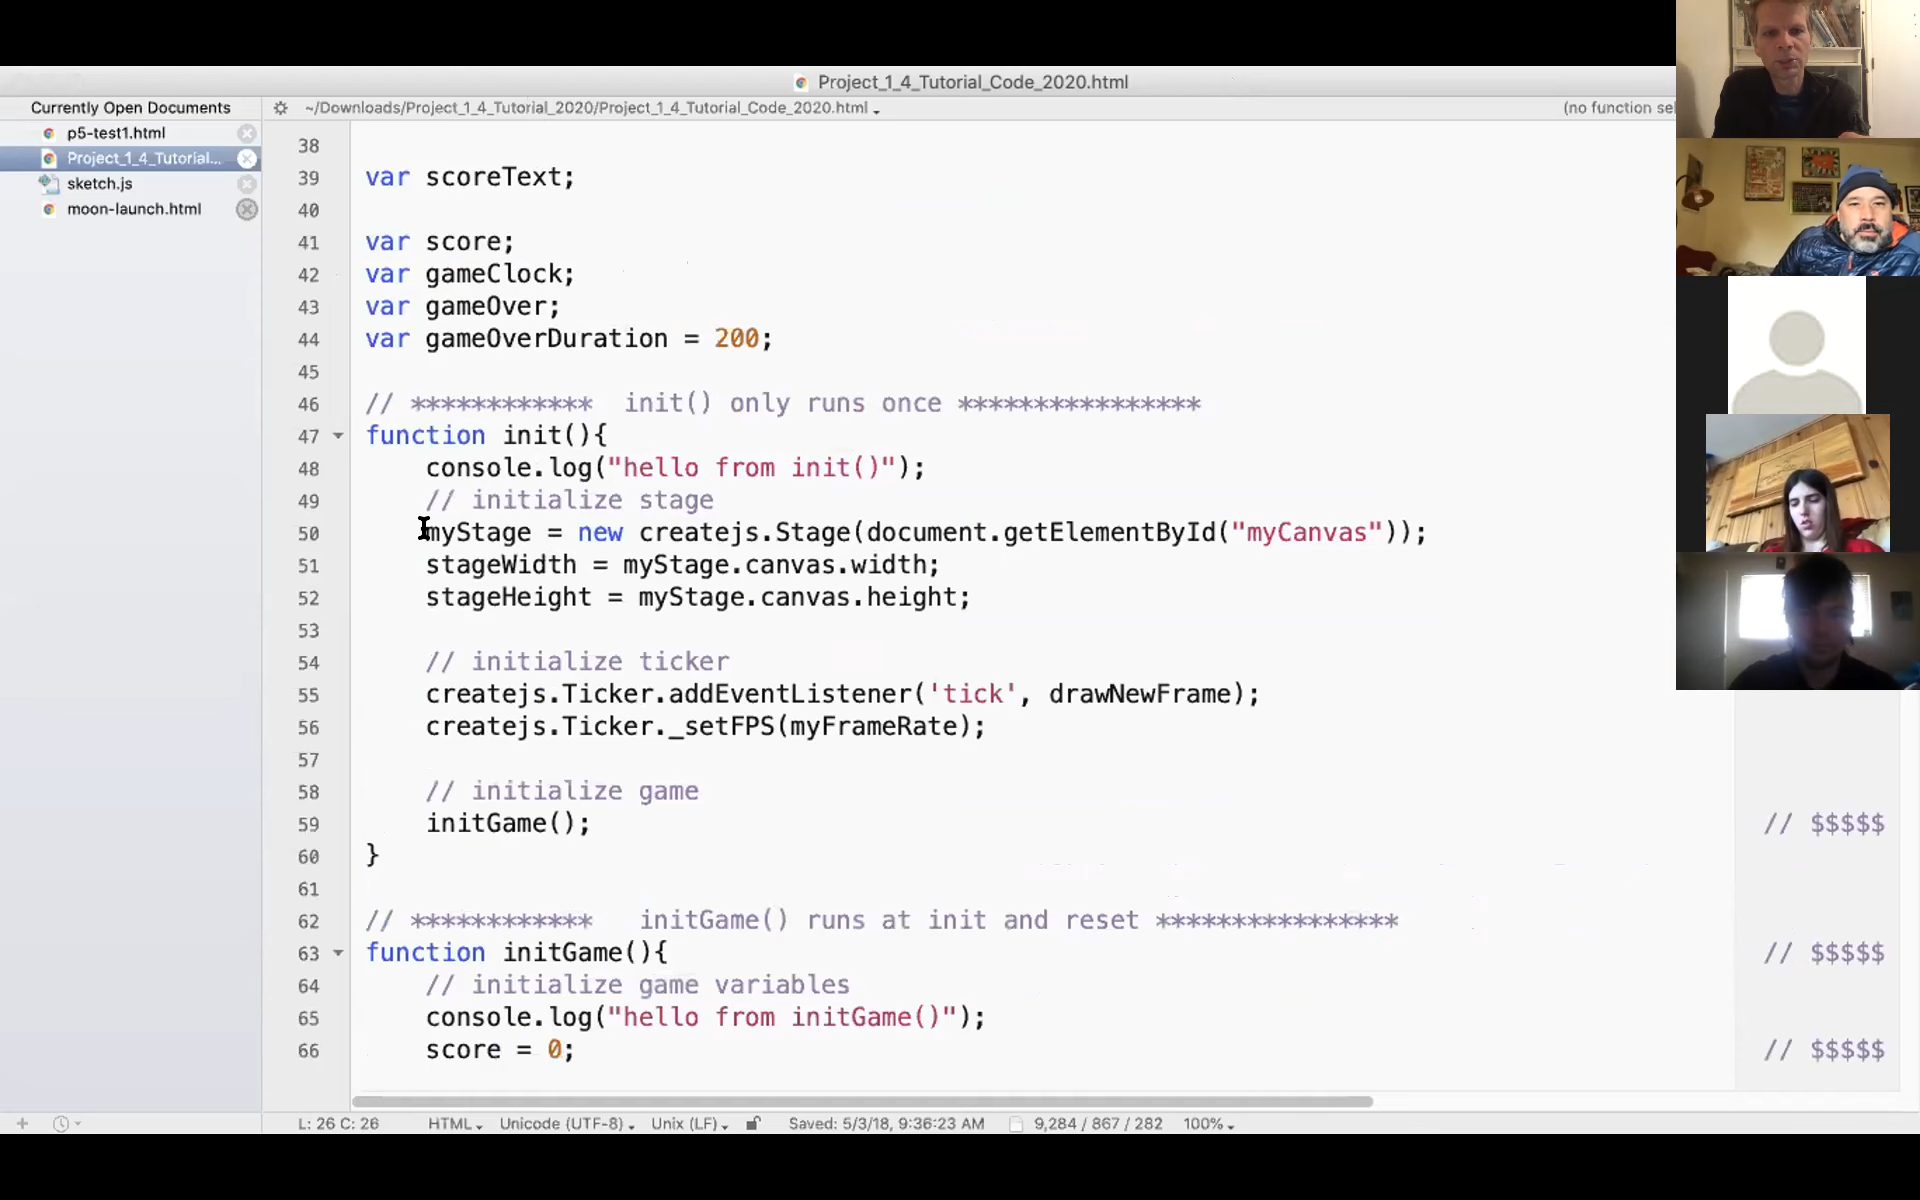 Project_1_4_Tutorial_Code_2020.html
Currently Open Documents
~/Downloads/Project_1_4_Tutorial_2020/Project_1_4_Tutorial_Code_2020.html
(no function sel
p5-test1.html
Project_1_4_Tutorial...
sketch.js
moon-launch.html
38
39 var scoreText;
40
41 var score;
42 var gameClock;
43 var gameOver;
44 var gameOverDuration = 200;
45
46 // ************ init() only runs once ****************
47 function init(){
48 console.log("hello from init()");
49 // initialize stage
50 myStage = new createjs.Stage(document.getElementById("myCanvas"));
51 stageWidth = myStage.canvas.width;
52 stageHeight = myStage.canvas.height;
53
54 // initialize ticker
55 createjs.Ticker.addEventListener('tick', drawNewFrame);
56 createjs.Ticker._setFPS(myFrameRate);
57
58 // initialize game
59 initGame(); // $$$$$
60 }
61
62 // ************ initGame() runs at init and reset ****************
63 function initGame(){ // $$$$$
64 // initialize game variables
65 console.log("hello from initGame()");
66 score = 0; // $$$$$
L: 26 C: 26 HTML Unicode (UTF-8) Unix (LF) Saved: 5/3/18, 9:36:23 AM 9,284 / 867 / 282 100%